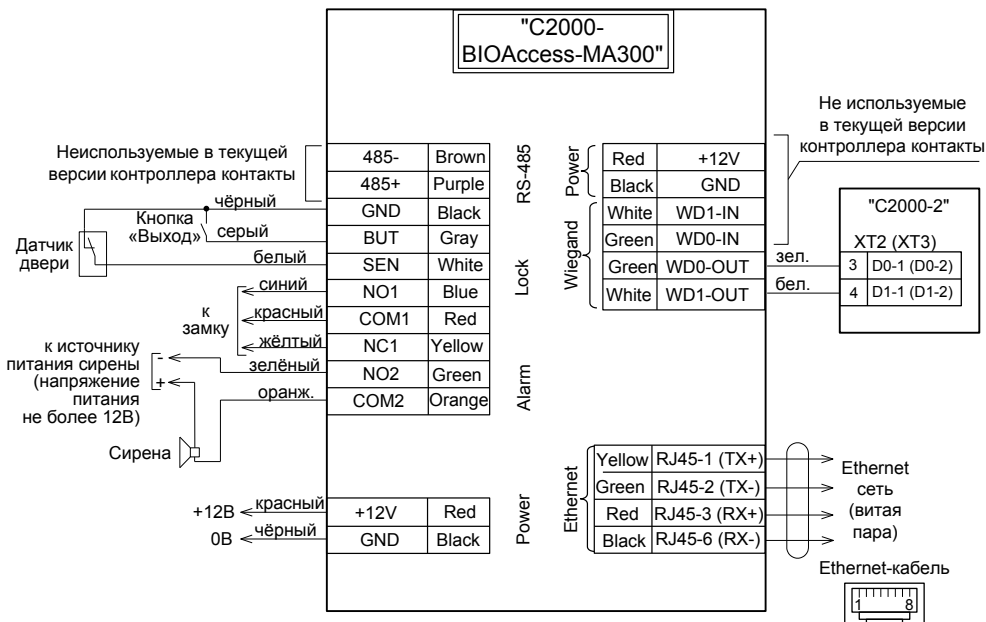 "С2000-
BIOAccess-MA300"
Неиспользуемые в текущей
версии контроллера контакты
чёрный
Кнопка
«Выход»
серый
Датчик
двери
белый
синий
к
замку
красный
жёлтый
к источнику
питания сирены
(напряжение
питания
не более 12В)
-
+
зелёный
оранж.
Сирена
+12В
красный
0В
чёрный
485- Brown
485+ Purple
GND Black
BUT Gray
SEN White
NO1 Blue
COM1 Red
NC1 Yellow
NO2 Green
COM2 Orange
+12V Red
GND Black
RS-485
Lock
Alarm
Power
Power
Wiegand
Ethernet
Red +12V
Black GND
White WD1-IN
Green WD0-IN
Green WD0-OUT
White WD1-OUT
Yellow RJ45-1 (TX+)
Green RJ45-2 (TX-)
Red RJ45-3 (RX+)
Black RJ45-6 (RX-)
Не используемые
в текущей версии
контроллера контакты
"С2000-2"
XT2 (XT3)
зел.
3 D0-1 (D0-2)
бел.
4 D1-1 (D1-2)
Ethernet
сеть
(витая
пара)
Ethernet-кабель
1 8